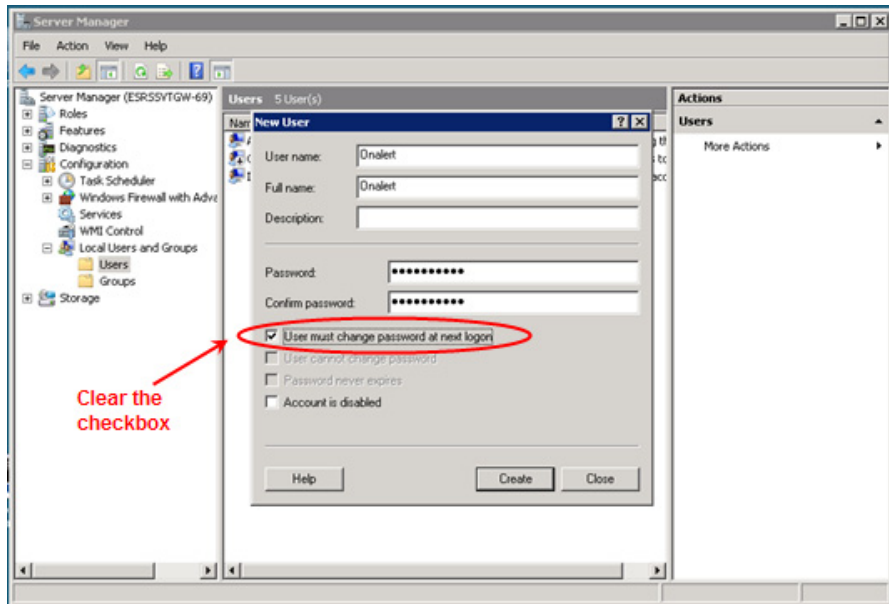 Server Manager
File Action View Help
Server Manager (ESRSSVTGW-69)
Roles
Features
Diagnostics
Configuration
Task Scheduler
Windows Firewall with Adva
Services
WMI Control
Local Users and Groups
Users
Groups
Storage
Users 5 User(s)
Nam
New User
User name: Onalert
Full name: Onalert
Description:
Password:
Confirm password:
User must change password at next logon
User cannot change password
Password never expires
Account is disabled
Help Create Close
Actions
Users
More Actions
Clear the
checkbox